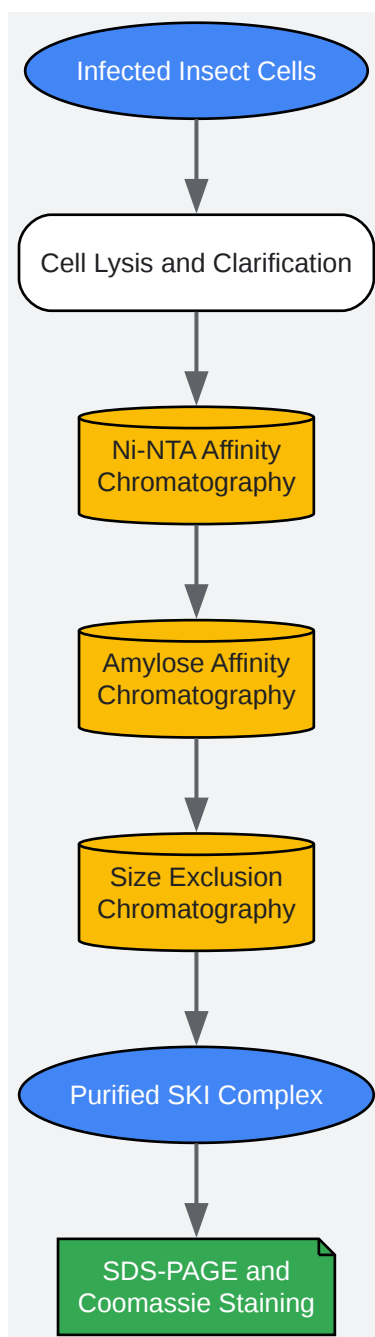 Infected Insect Cells
Cell Lysis and Clarification
Ni-NTA Affinity
Chromatography
Amylose Affinity
Chromatography
Size Exclusion
Chromatography
Purified SKI Complex
SDS-PAGE and
Coomassie Staining